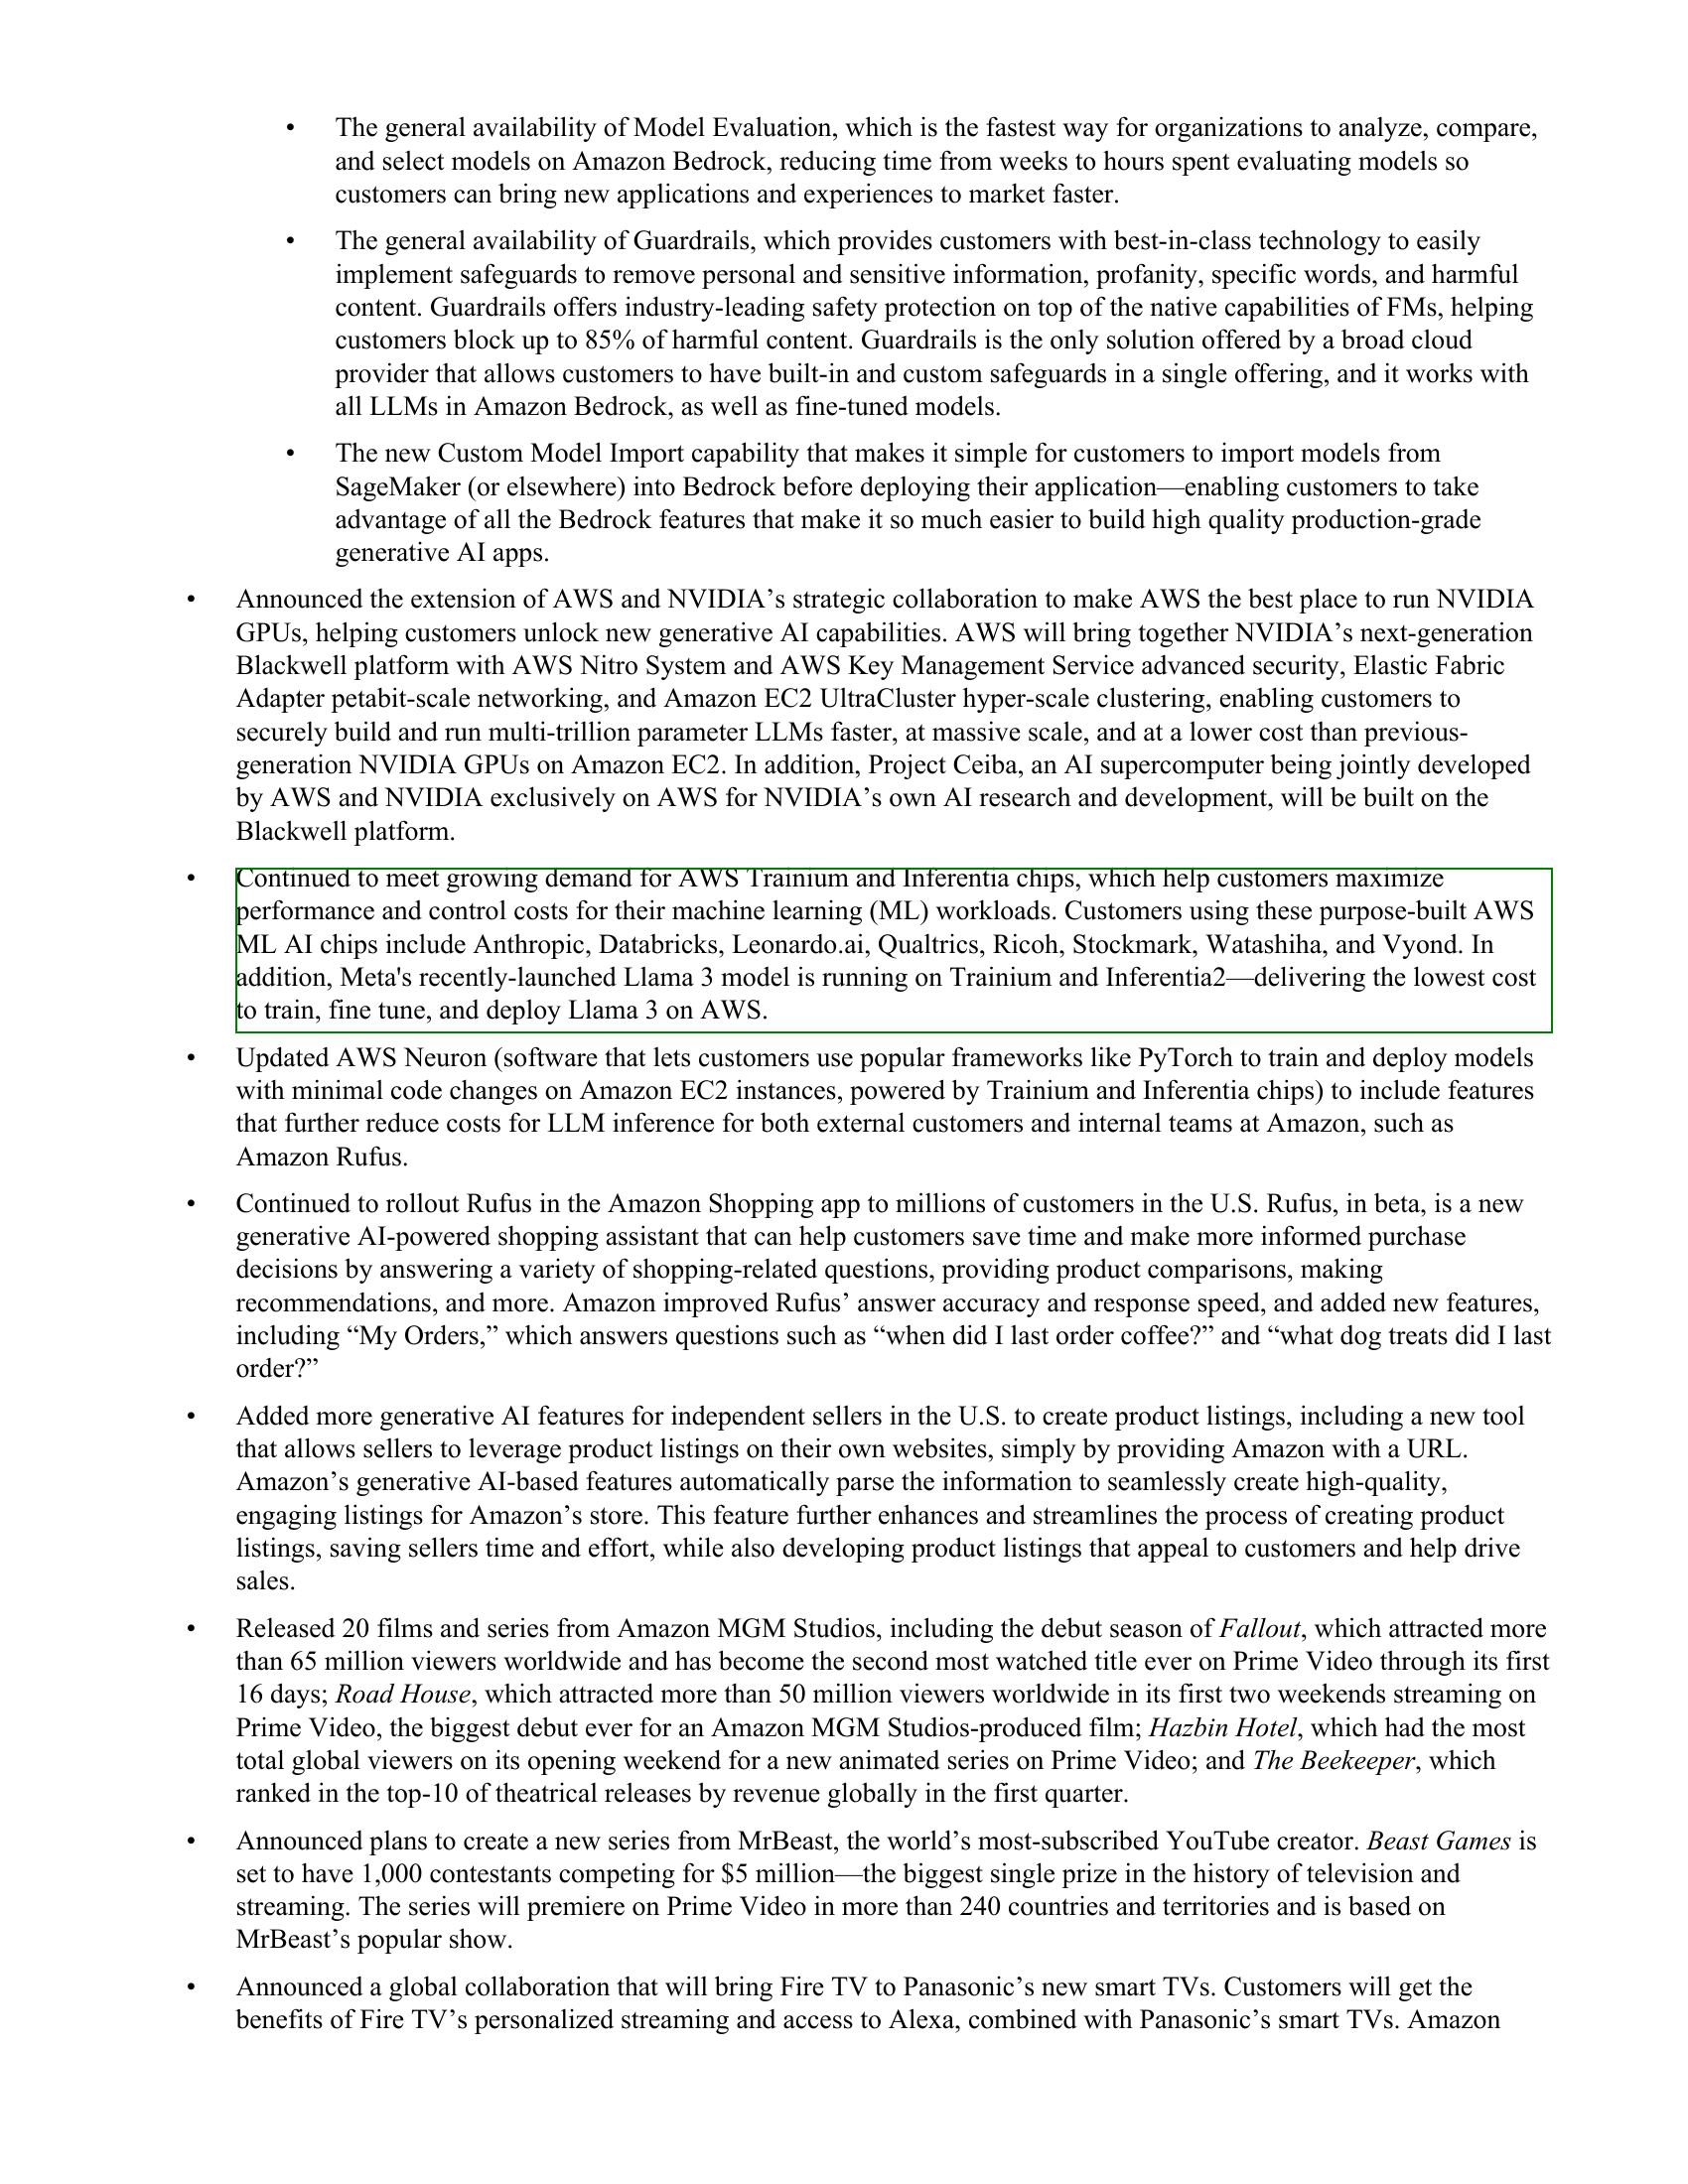 • The general availability of Model Evaluation, which is the fastest way for organizations to analyze, compare,
and select models on Amazon Bedrock, reducing time from weeks to hours spent evaluating models so
customers can bring new applications and experiences to market faster.
• The general availability of Guardrails, which provides customers with best-in-class technology to easily
implement safeguards to remove personal and sensitive information, profanity, specific words, and harmful
content. Guardrails offers industry-leading safety protection on top of the native capabilities of FMs, helping
customers block up to 85% of harmful content. Guardrails is the only solution offered by a broad cloud
provider that allows customers to have built-in and custom safeguards in a single offering, and it works with
all LLMs in Amazon Bedrock, as well as fine-tuned models.
• The new Custom Model Import capability that makes it simple for customers to import models from
SageMaker (or elsewhere) into Bedrock before deploying their application—enabling customers to take
advantage of all the Bedrock features that make it so much easier to build high quality production-grade
generative AI apps.
• Announced the extension of AWS and NVIDIA’s strategic collaboration to make AWS the best place to run NVIDIA
GPUs, helping customers unlock new generative AI capabilities. AWS will bring together NVIDIA’s next-generation
Blackwell platform with AWS Nitro System and AWS Key Management Service advanced security, Elastic Fabric
Adapter petabit-scale networking, and Amazon EC2 UltraCluster hyper-scale clustering, enabling customers to
securely build and run multi-trillion parameter LLMs faster, at massive scale, and at a lower cost than previous-
generation NVIDIA GPUs on Amazon EC2. In addition, Project Ceiba, an AI supercomputer being jointly developed
by AWS and NVIDIA exclusively on AWS for NVIDIA’s own AI research and development, will be built on the
Blackwell platform.
• Continued to meet growing demand for AWS Trainium and Inferentia chips, which help customers maximize
performance and control costs for their machine learning (ML) workloads. Customers using these purpose-built AWS
ML AI chips include Anthropic, Databricks, Leonardo.ai, Qualtrics, Ricoh, Stockmark, Watashiha, and Vyond. In
addition, Meta's recently-launched Llama 3 model is running on Trainium and Inferentia2—delivering the lowest cost
to train, fine tune, and deploy Llama 3 on AWS.
• Updated AWS Neuron (software that lets customers use popular frameworks like PyTorch to train and deploy models
with minimal code changes on Amazon EC2 instances, powered by Trainium and Inferentia chips) to include features
that further reduce costs for LLM inference for both external customers and internal teams at Amazon, such as
Amazon Rufus.
• Continued to rollout Rufus in the Amazon Shopping app to millions of customers in the U.S. Rufus, in beta, is a new
generative AI-powered shopping assistant that can help customers save time and make more informed purchase
decisions by answering a variety of shopping-related questions, providing product comparisons, making
recommendations, and more. Amazon improved Rufus’ answer accuracy and response speed, and added new features,
including “My Orders,” which answers questions such as “when did I last order coffee?” and “what dog treats did I last
order?”
• Added more generative AI features for independent sellers in the U.S. to create product listings, including a new tool
that allows sellers to leverage product listings on their own websites, simply by providing Amazon with a URL.
Amazon’s generative AI-based features automatically parse the information to seamlessly create high-quality,
engaging listings for Amazon’s store. This feature further enhances and streamlines the process of creating product
listings, saving sellers time and effort, while also developing product listings that appeal to customers and help drive
sales.
• Released 20 films and series from Amazon MGM Studios, including the debut season of Fallout, which attracted more
than 65 million viewers worldwide and has become the second most watched title ever on Prime Video through its first
16 days; Road House, which attracted more than 50 million viewers worldwide in its first two weekends streaming on
Prime Video, the biggest debut ever for an Amazon MGM Studios-produced film; Hazbin Hotel, which had the most
total global viewers on its opening weekend for a new animated series on Prime Video; and The Beekeeper, which
ranked in the top-10 of theatrical releases by revenue globally in the first quarter.
• Announced plans to create a new series from MrBeast, the world’s most-subscribed YouTube creator. Beast Games is
set to have 1,000 contestants competing for $5 million—the biggest single prize in the history of television and
streaming. The series will premiere on Prime Video in more than 240 countries and territories and is based on
MrBeast’s popular show.
• Announced a global collaboration that will bring Fire TV to Panasonic’s new smart TVs. Customers will get the
benefits of Fire TV’s personalized streaming and access to Alexa, combined with Panasonic’s smart TVs. Amazon